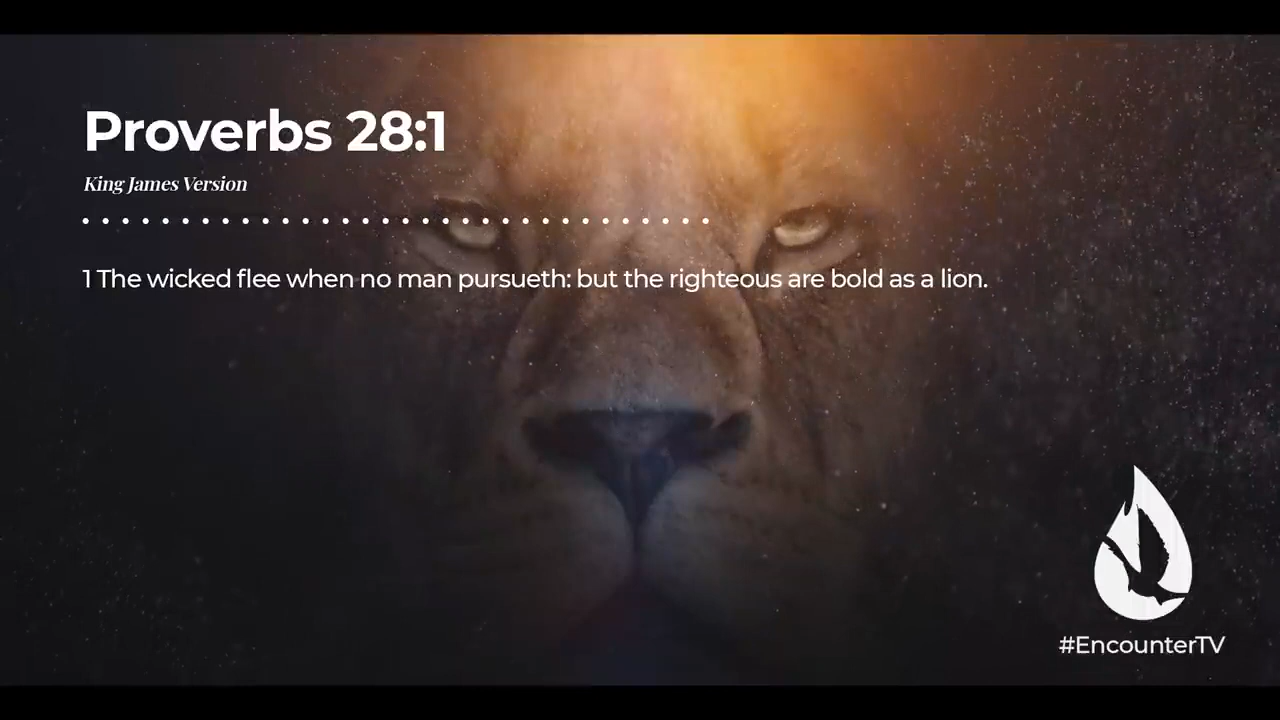 Proverbs 28:1
King James Version
1 The wicked flee when no man pursueth: but the righteous are bold as a lion.
#EncounterTV